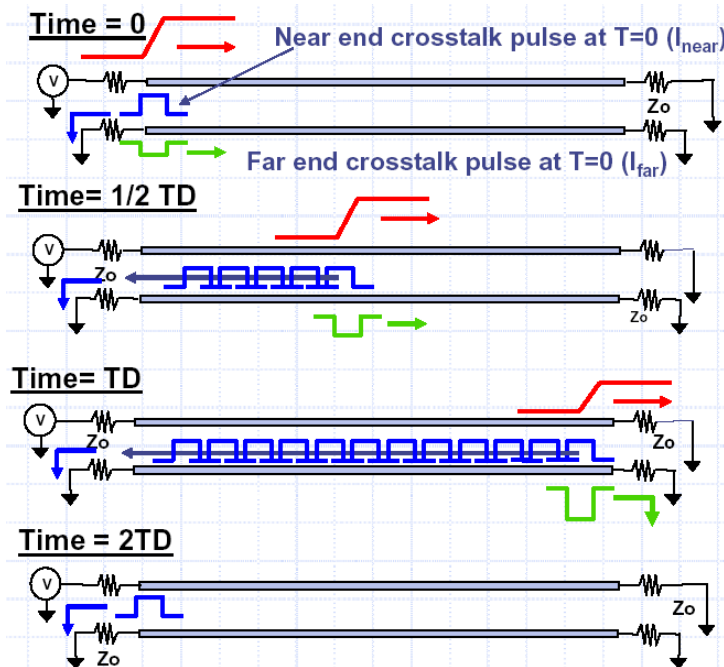 Time = 0
Near end crosstalk pulse at T=0 (Inear)
V
Zo
Far end crosstalk pulse at T=0 (Ifar)
Time= 1/2 TD
V
Zo
Zo
Time= TD
V
Zo
Zo
Time = 2TD
V
Zo
Zo